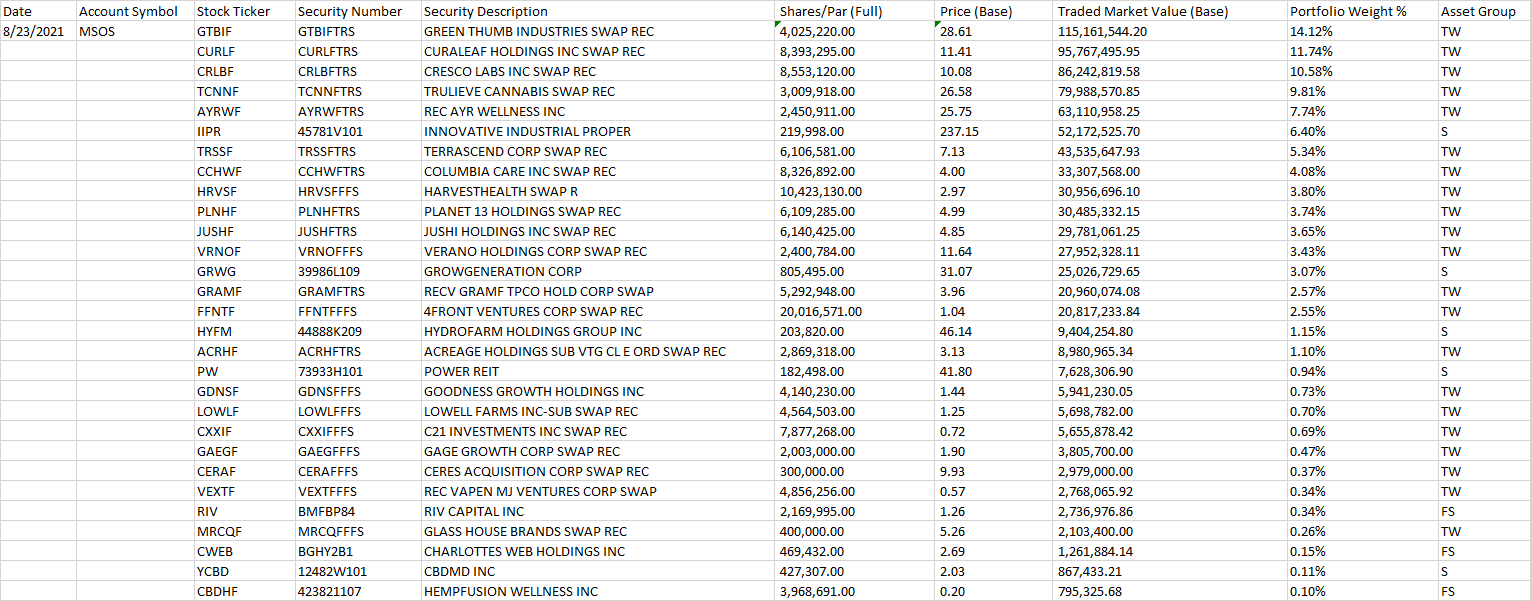 Date Account Symbol Stock Ticker Security Number Security Description Shares/Par (Full) Price (Base) Traded Market Value (Base) Portfolio Weight % Asset Group
8/23/2021 MSOS GTBIF GTBIFTRS GREEN THUMB INDUSTRIES SWAP REC 4,025,220.00 28.61 115,161,544.20 14.12% TW
CURLF CURLFTRS CURALEAF HOLDINGS INC SWAP REC 8,393,295.00 11.41 95,767,495.95 11.74% TW
CRLBF CRLBFTRS CRESCO LABS INC SWAP REC 8,553,120.00 10.08 86,242,819.58 10.58% TW
TCNNF TCNNFTRS TRULIEVE CANNABIS SWAP REC 3,009,918.00 26.58 79,988,570.85 9.81% TW
AYRWF AYRWFTRS REC AYR WELLNESS INC 2,450,911.00 25.75 63,110,958.25 7.74% TW
IIPR 45781V101 INNOVATIVE INDUSTRIAL PROPER 219,998.00 237.15 52,172,525.70 6.40% S
TRSSF TRSSFTRS TERRASCEND CORP SWAP REC 6,106,581.00 7.13 43,535,647.93 5.34% TW
CCHWF CCHWFTRS COLUMBIA CARE INC SWAP REC 8,326,892.00 4.00 33,307,568.00 4.08% TW
HRVSF HRVSFFFS HARVESTHEALTH SWAP R 10,423,130.00 2.97 30,956,696.10 3.80% TW
PLNHF PLNHFTRS PLANET 13 HOLDINGS SWAP REC 6,109,285.00 4.99 30,485,332.15 3.74% TW
JUSHF JUSHFTRS JUSHI HOLDINGS INC SWAP REC 6,140,425.00 4.85 29,781,061.25 3.65% TW
VRNOF VRNOFFFS VERANO HOLDINGS CORP SWAP REC 2,400,784.00 11.64 27,952,328.11 3.43% TW
GRWG 39986L109 GROWGENERATION CORP 805,495.00 31.07 25,026,729.65 3.07% S
GRAMF GRAMFTRS RECV GRAMF TPCO HOLD CORP SWAP 5,292,948.00 3.96 20,960,074.08 2.57% TW
FFNTF FFNTFFFS 4FRONT VENTURES CORP SWAP REC 20,016,571.00 1.04 20,817,233.84 2.55% TW
HYFM 44888K209 HYDROFARM HOLDINGS GROUP INC 203,820.00 46.14 9,404,254.80 1.15% S
ACRHF ACRHFTRS ACREAGE HOLDINGS SUB VTG CL E ORD SWAP REC 2,869,318.00 3.13 8,980,965.34 1.10% TW
PW 73933H101 POWER REIT 182,498.00 41.80 7,628,306.90 0.94% S
GDNSF GDNSFFFS GOODNESS GROWTH HOLDINGS INC 4,140,230.00 1.44 5,941,230.05 0.73% TW
LOWLF LOWLFFFS LOWELL FARMS INC-SUB SWAP REC 4,564,503.00 1.25 5,698,782.00 0.70% TW
CXXIF CXXIFFFS C21 INVESTMENTS INC SWAP REC 7,877,268.00 0.72 5,655,878.42 0.69% TW
GAEGF GAEGFFFS GAGE GROWTH CORP SWAP REC 2,003,000.00 1.90 3,805,700.00 0.47% TW
CERAF CERAFFFS CERES ACQUISITION CORP SWAP REC 300,000.00 9.93 2,979,000.00 0.37% TW
VEXTF VEXTFFFS REC VAPEN MJ VENTURES CORP SWAP 4,856,256.00 0.57 2,768,065.92 0.34% TW
RIV BMFBP84 RIV CAPITAL INC 2,169,995.00 1.26 2,736,976.86 0.34% FS
MRCQF MRCQFFFS GLASS HOUSE BRANDS SWAP REC 400,000.00 5.26 2,103,400.00 0.26% TW
CWEB BGHY2B1 CHARLOTTES WEB HOLDINGS INC 469,432.00 2.69 1,261,884.14 0.15% FS
YCBD 12482W101 CBDMD INC 427,307.00 2.03 867,433.21 0.11% S
CBDHF 423821107 HEMPFUSION WELLNESS INC 3,968,691.00 0.20 795,325.68 0.10% FS